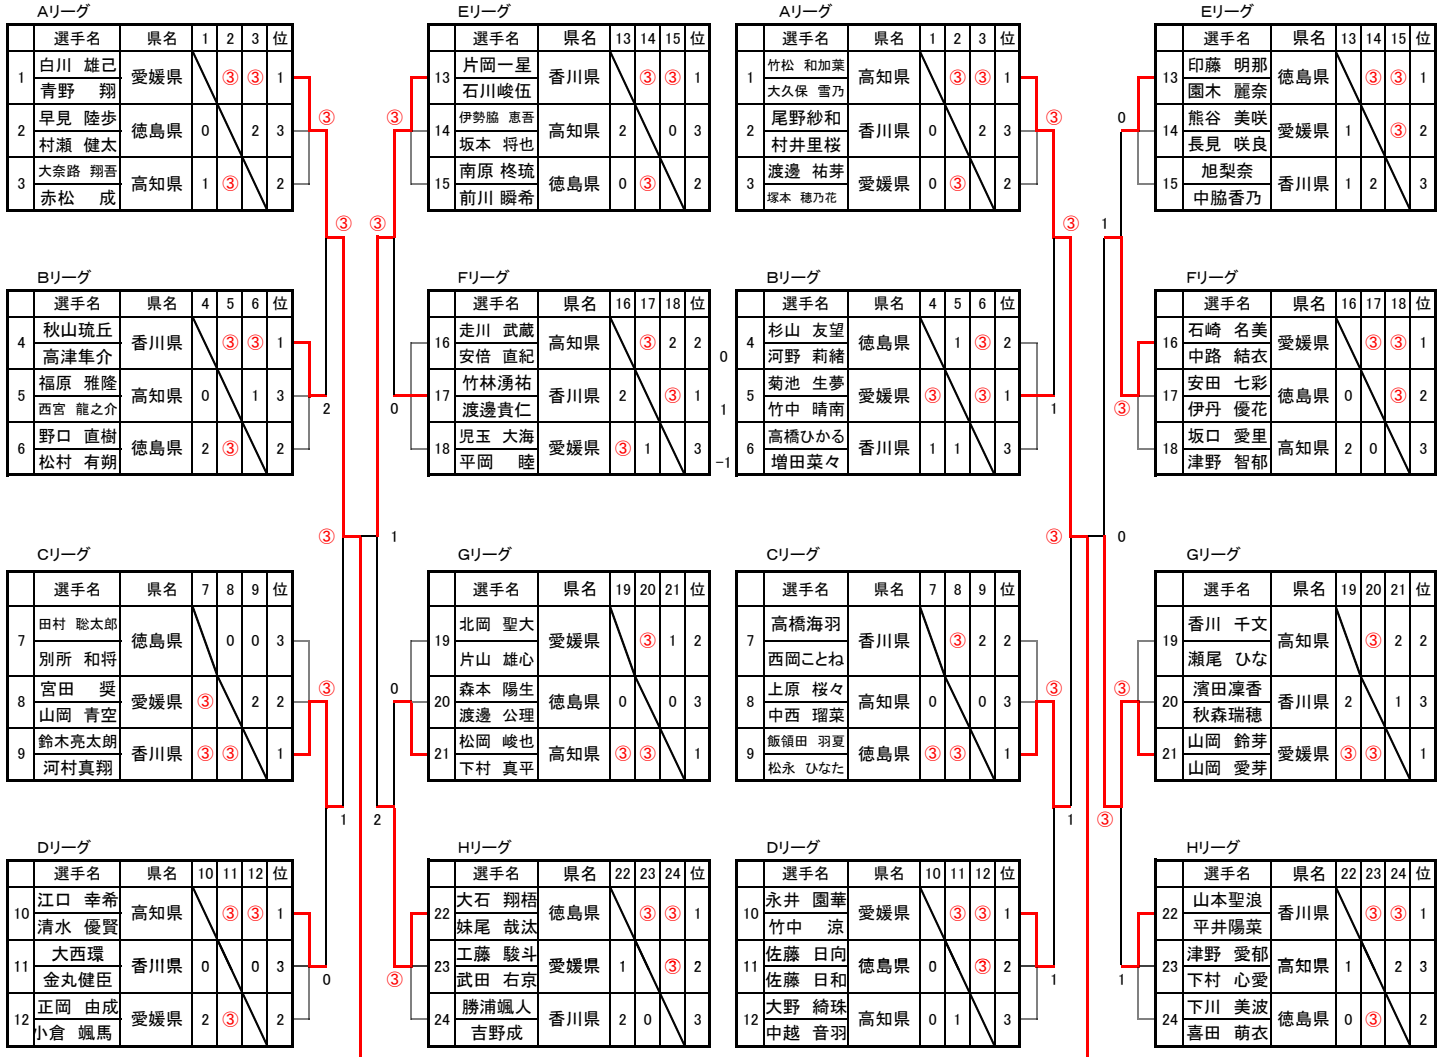 Aリーグ
選手名 県名 1 2 3 位
1 白川 雄己 青野 翔 愛媛県 ③ ③ 1
2 早見 陸歩 村瀬 健太 徳島県 0 2 3
3 大奈路 翔吾 赤松 成 高知県 1 ③ 2
Bリーグ
選手名 県名 4 5 6 位
4 秋山琉丘 高津隼介 香川県 ③ ③ 1
5 福原 雅隆 西宮 龍之介 高知県 0 1 3
6 野口 直樹 松村 有朔 徳島県 2 ③ 2
Cリーグ
選手名 県名 7 8 9 位
7 田村 聡太郎 別所 和将 徳島県 0 0 3
8 宮田 奨 山岡 青空 愛媛県 ③ 2 2
9 鈴木亮太朗 河村真翔 香川県 ③ ③ 1
Dリーグ
選手名 県名 10 11 12 位
10 江口 幸希 清水 優賢 高知県 ③ ③ 1
11 大西環 金丸健臣 香川県 0 0 3
12 正岡 由成 小倉 颯馬 愛媛県 2 ③ 2
③
2
③
③
0
③
1
③
1
③
0
0
③
③
2
Eリーグ
選手名 県名 13 14 15 位
13 片岡一星 石川峻伍 香川県 ③ ③ 1
14 伊勢脇 恵吾 坂本 将也 高知県 2 0 3
15 南原 柊琉 前川 瞬希 徳島県 0 ③ 2
Fリーグ
選手名 県名 16 17 18 位
16 走川 武蔵 安倍 直紀 高知県 ③ 2 2
17 竹林湧祐 渡邊貴仁 香川県 2 ③ 1
18 児玉 大海 平岡 睦 愛媛県 ③ 1 3
0
1
−1
Gリーグ
選手名 県名 19 20 21 位
19 北岡 聖大 片山 雄心 愛媛県 ③ 1 2
20 森本 陽生 渡邊 公理 徳島県 0 0 3
21 松岡 峻也 下村 真平 高知県 ③ ③ 1
Hリーグ
選手名 県名 22 23 24 位
22 大石 翔梧 妹尾 哉汰 徳島県 ③ ③ 1
23 工藤 駿斗 武田 右京 愛媛県 1 ③ 2
24 勝浦颯人 吉野成 香川県 2 0 3
Aリーグ
選手名 県名 1 2 3 位
1 竹松 和加葉 大久保 雪乃 高知県 ③ ③ 1
2 尾野紗和 村井里桜 香川県 0 2 3
3 渡邊 祐芽 塚本 穂乃花 愛媛県 0 ③ 2
Bリーグ
選手名 県名 4 5 6 位
4 杉山 友望 河野 莉緒 徳島県 1 ③ 2
5 菊池 生夢 竹中 晴南 愛媛県 ③ ③ 1
6 高橋ひかる 増田菜々 香川県 1 1 3
Cリーグ
選手名 県名 7 8 9 位
7 高橋海羽 西岡ことね 香川県 ③ 2 2
8 上原 桜々 中西 瑠菜 高知県 0 0 3
9 飯領田 羽夏 松永 ひなた 徳島県 ③ ③ 1
Dリーグ
選手名 県名 10 11 12 位
10 永井 園華 竹中 涼 愛媛県 ③ ③ 1
11 佐藤 日向 佐藤 日和 徳島県 0 ③ 2
12 大野 綺珠 中越 音羽 高知県 0 1 3
③
1
③
③
1
③
1
③
0
0
③
1
③
1
③
Eリーグ
選手名 県名 13 14 15 位
13 印藤 明那 園木 麗奈 徳島県 ③ ③ 1
14 熊谷 美咲 長見 咲良 愛媛県 1 ③ 2
15 旭梨奈 中脇香乃 香川県 1 2 3
Fリーグ
選手名 県名 16 17 18 位
16 石崎 名美 中路 結衣 愛媛県 ③ ③ 1
17 安田 七彩 伊丹 優花 徳島県 0 ③ 2
18 坂口 愛里 津野 智郁 高知県 2 0 3
Gリーグ
選手名 県名 19 20 21 位
19 香川 千文 瀬尾 ひな 高知県 ③ 2 2
20 濱田凜香 秋森瑞穂 香川県 2 1 3
21 山岡 鈴芽 山岡 愛芽 愛媛県 ③ ③ 1
Hリーグ
選手名 県名 22 23 24 位
22 山本聖浪 平井陽菜 香川県 ③ ③ 1
23 津野 愛郁 下村 心愛 高知県 1 2 3
24 下川 美波 喜田 萌衣 徳島県 0 ③ 2